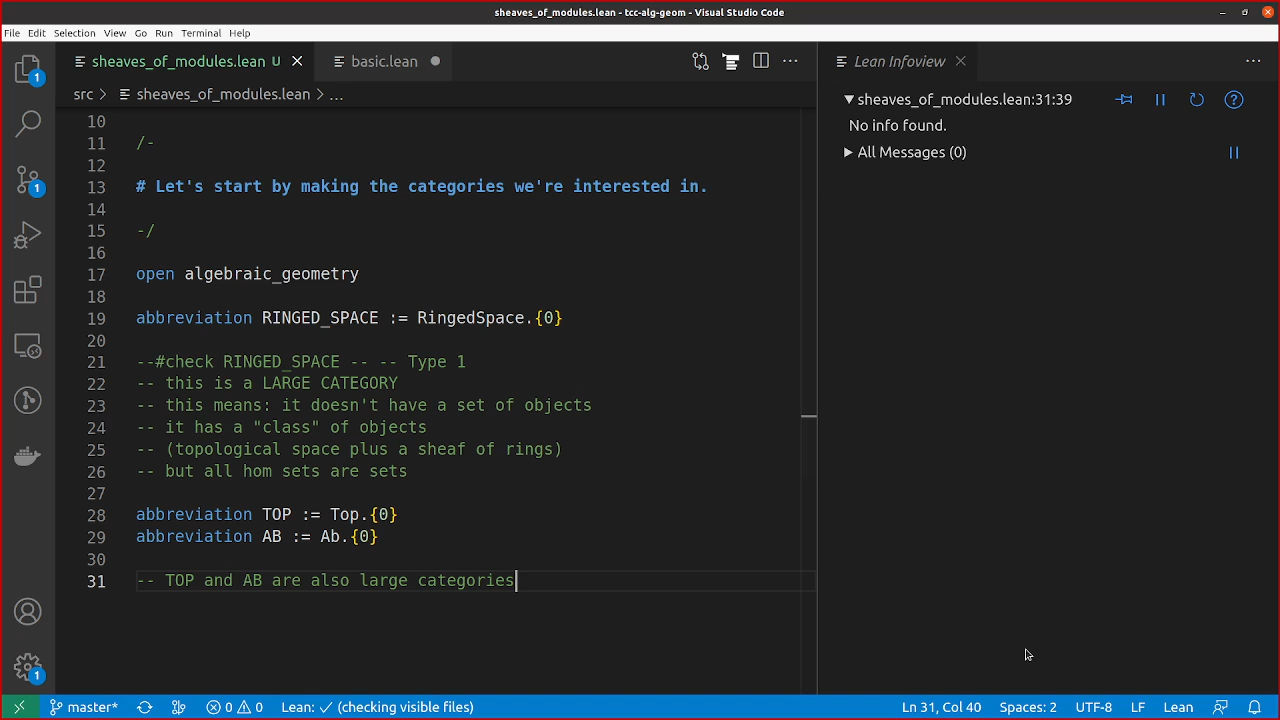 sheaves_of_modules.lean - tcc-alg-geom - Visual Studio Code
File Edit Selection View Go Run Terminal Help
sheaves_of_modules.lean U
basic.lean
Lean Infoview
src > sheaves_of_modules.lean > ...
sheaves_of_modules.lean:31:39
No info found.
All Messages (0)
10
11 /-
12
13 # Let's start by making the categories we're interested in.
14
15 -/
16
17 open algebraic_geometry
18
19 abbreviation RINGED_SPACE := RingedSpace.{0}
20
21 --#check RINGED_SPACE -- -- Type 1
22 -- this is a LARGE CATEGORY
23 -- this means: it doesn't have a set of objects
24 -- it has a "class" of objects
25 -- (topological space plus a sheaf of rings)
26 -- but all hom sets are sets
27
28 abbreviation TOP := Top.{0}
29 abbreviation AB := Ab.{0}
30
31 -- TOP and AB are also large categories
1
1
1
master* 0 0 Lean: ✓ (checking visible files) Ln 31, Col 40 Spaces: 2 UTF-8 LF Lean